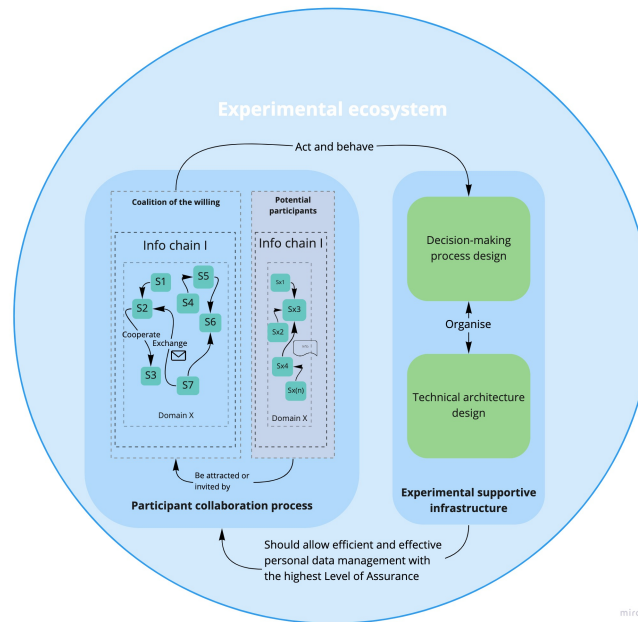 Experimental ecosystem
Act and behave
Coalition of the willing
Potential
participants
Info chain I
Info chain I
S1
S5
S2
S4
S6
Cooperate
Exchange
S3
S7
Domain X
Sx1
Sx3
Sx2
Sx4
Sx(n)
Domain X
Be attracted or
invited by
Participant collaboration process
Decision-making
process design
Organise
Technical architecture
design
Experimental supportive
infrastructure
Should allow efficient and effective
personal data management with
the highest Level of Assurance